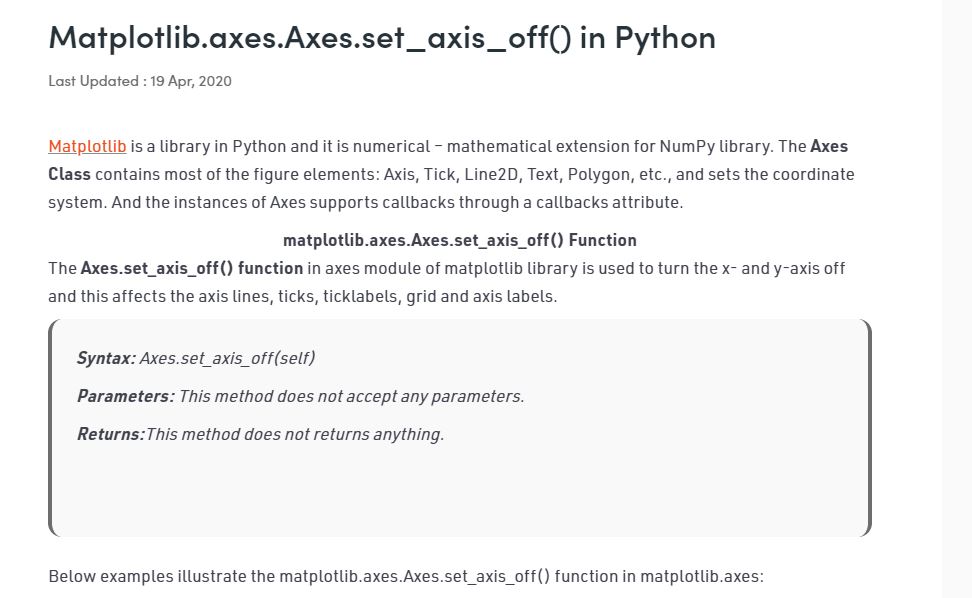 Matplotlib.axes.Axes.set_axis_off() in Python
Last Updated : 19 Apr, 2020
Matplotlib is a library in Python and it is numerical – mathematical extension for NumPy library. The Axes
Class contains most of the figure elements: Axis, Tick, Line2D, Text, Polygon, etc., and sets the coordinate
system. And the instances of Axes supports callbacks through a callbacks attribute.
matplotlib.axes.Axes.set_axis_off() Function
The Axes.set_axis_off() function in axes module of matplotlib library is used to turn the x- and y-axis off
and this affects the axis lines, ticks, ticklabels, grid and axis labels.
Syntax: Axes.set_axis_off(self)
Parameters: This method does not accept any parameters.
Returns:This method does not returns anything.
Below examples illustrate the matplotlib.axes.Axes.set_axis_off() function in matplotlib.axes: